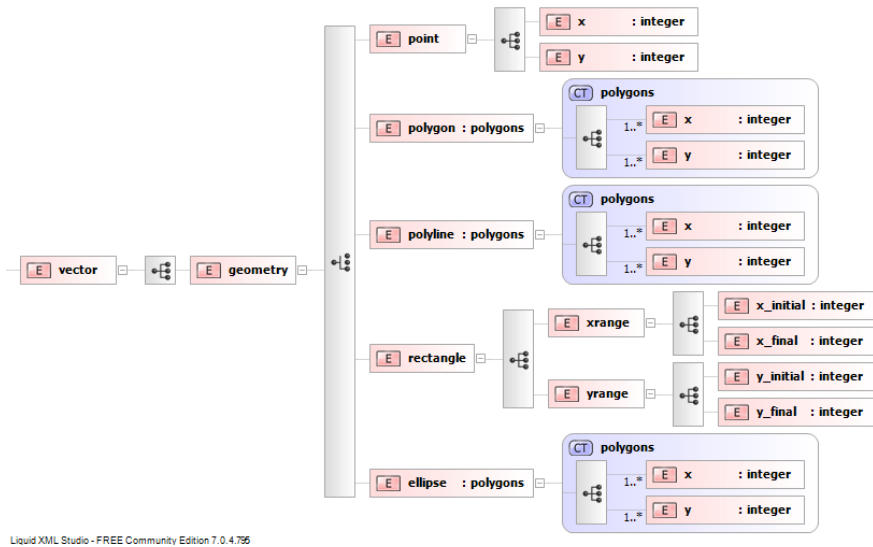 E x : integer
E point
E y : integer
CT polygons
E polygon : polygons
1..* E x : integer
1..* E y : integer
CT polygons
E polyline : polygons
1..* E x : integer
1..* E y : integer
E vector
E geometry
E x_initial : integer
E xrange
E x_final : integer
E rectangle
E y_initial : integer
E yrange
E y_final : integer
CT polygons
E ellipse : polygons
1..* E x : integer
1..* E y : integer
Liquid XML Studio - FREE Community Edition 7.0.4.795